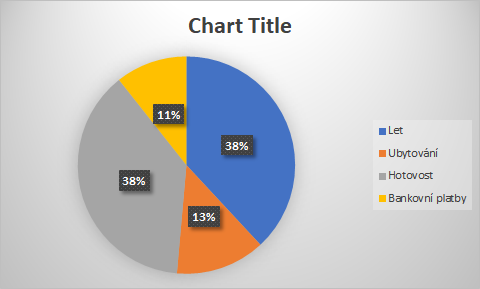 Chart Title
11%
38%
38%
13%
Let
Ubytování
Hotovost
Bankovní platby